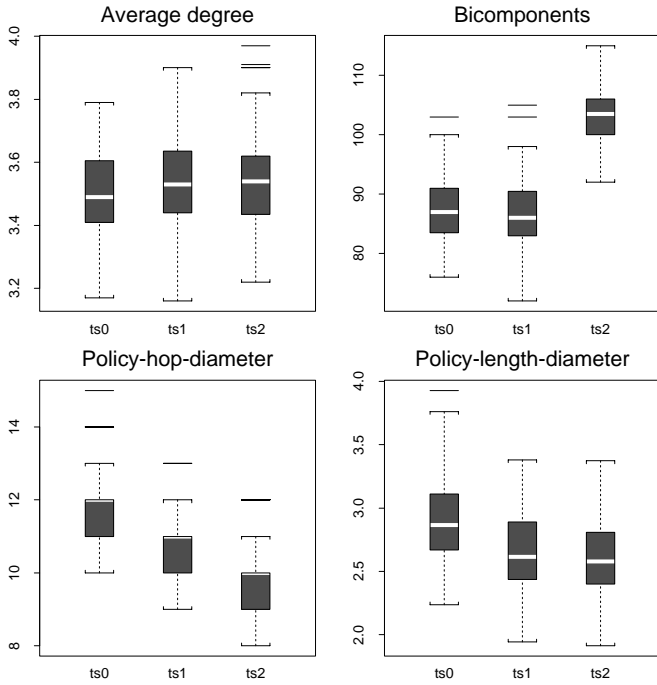 Average degree
4.0
3.8
3.6
3.4
3.2
ts0 ts1 ts2
Bicomponents
110
100
90
80
ts0 ts1 ts2
Policy-hop-diameter
14
12
10
8
ts0 ts1 ts2
Policy-length-diameter
4.0
3.5
3.0
2.5
2.0
ts0 ts1 ts2